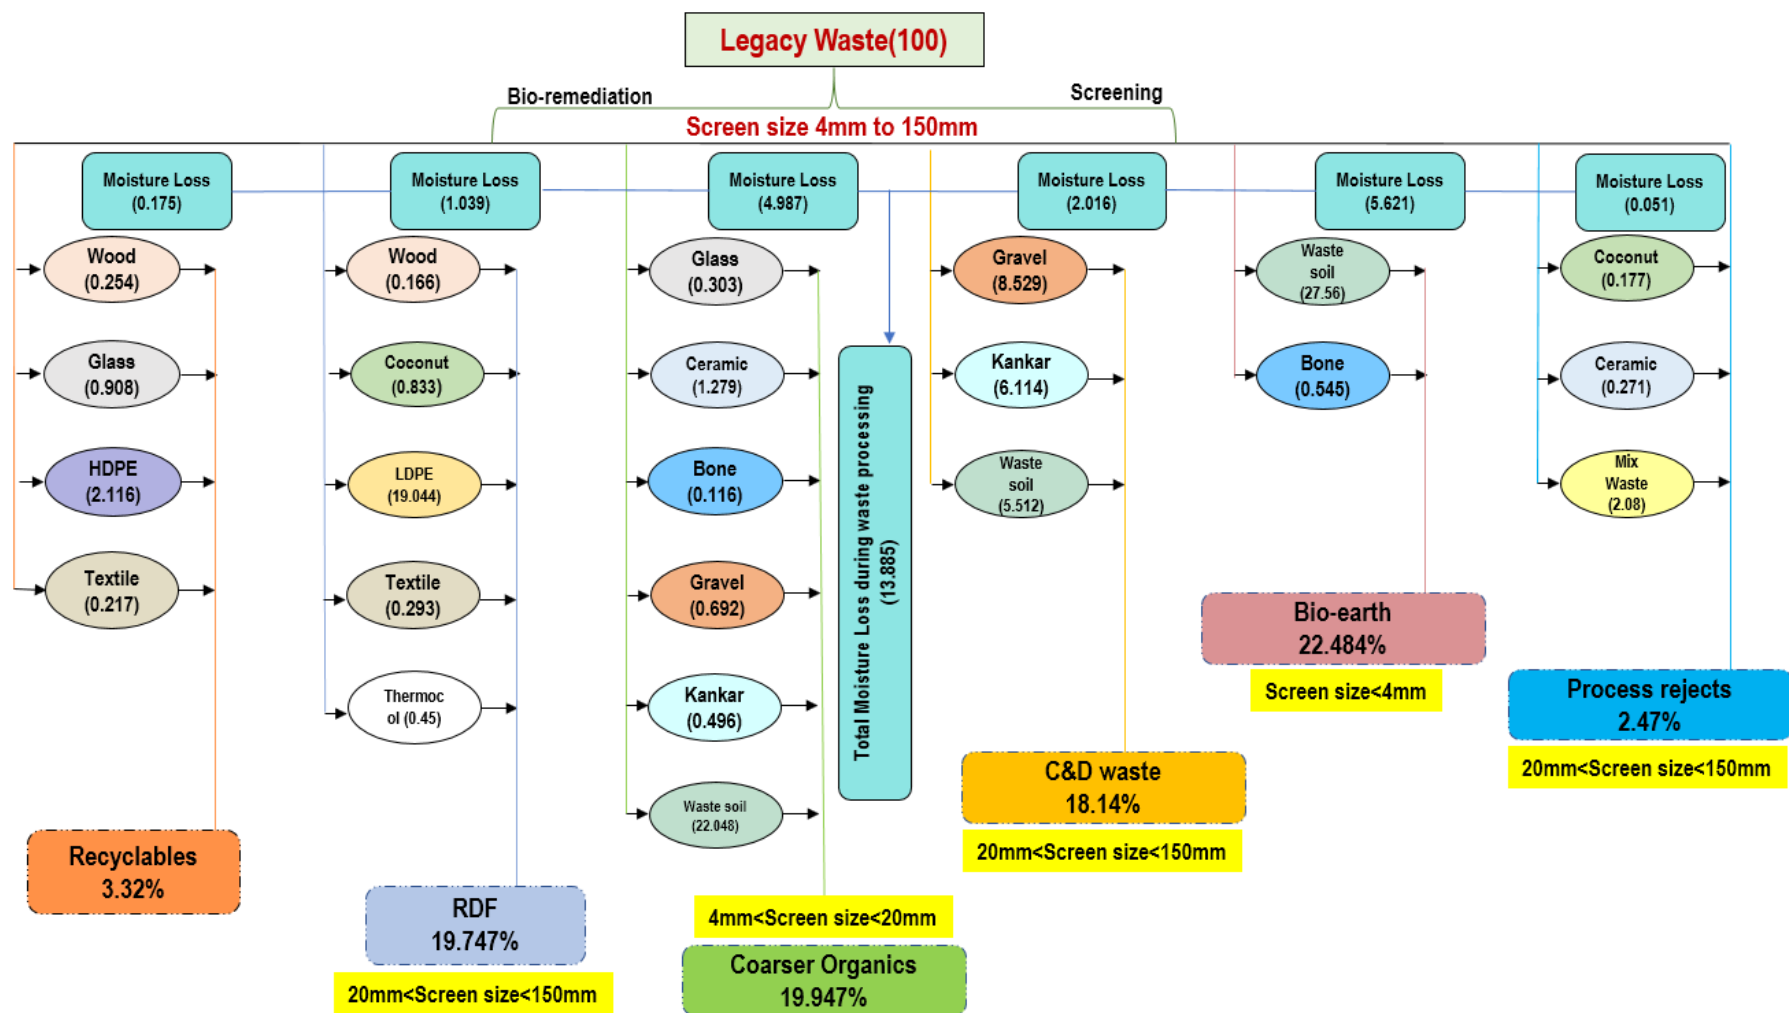 Legacy Waste(100)
Bio-remediation
Screening
Screen size 4mm to 150mm
Moisture Loss
(0.175)
Moisture Loss
(1.039)
Moisture Loss
(4.987)
Moisture Loss
(2.016)
Moisture Loss
(5.621)
Moisture Loss
(0.051)
Wood
(0.254)
Glass
(0.908)
HDPE
(2.116)
Textile
(0.217)
Recyclables
3.32%
Wood
(0.166)
Coconut
(0.833)
LDPE
(19.044)
Textile
(0.293)
Thermoc
ol (0.45)
RDF
19.747%
20mm<Screen size<150mm
Glass
(0.303)
Ceramic
(1.279)
Bone
(0.116)
Gravel
(0.692)
Kankar
(0.496)
Waste soil
(22.048)
4mm<Screen size<20mm
Coarser Organics
19.947%
Total Moisture Loss during waste processing
(13.885)
Gravel
(8.529)
Kankar
(6.114)
Waste
soil
(5.512)
C&D waste
18.14%
20mm<Screen size<150mm
Waste
soil
(27.56)
Bone
(0.545)
Bio-earth
22.484%
Screen size<4mm
Coconut
(0.177)
Ceramic
(0.271)
Mix
Waste
(2.08)
Process rejects
2.47%
20mm<Screen size<150mm